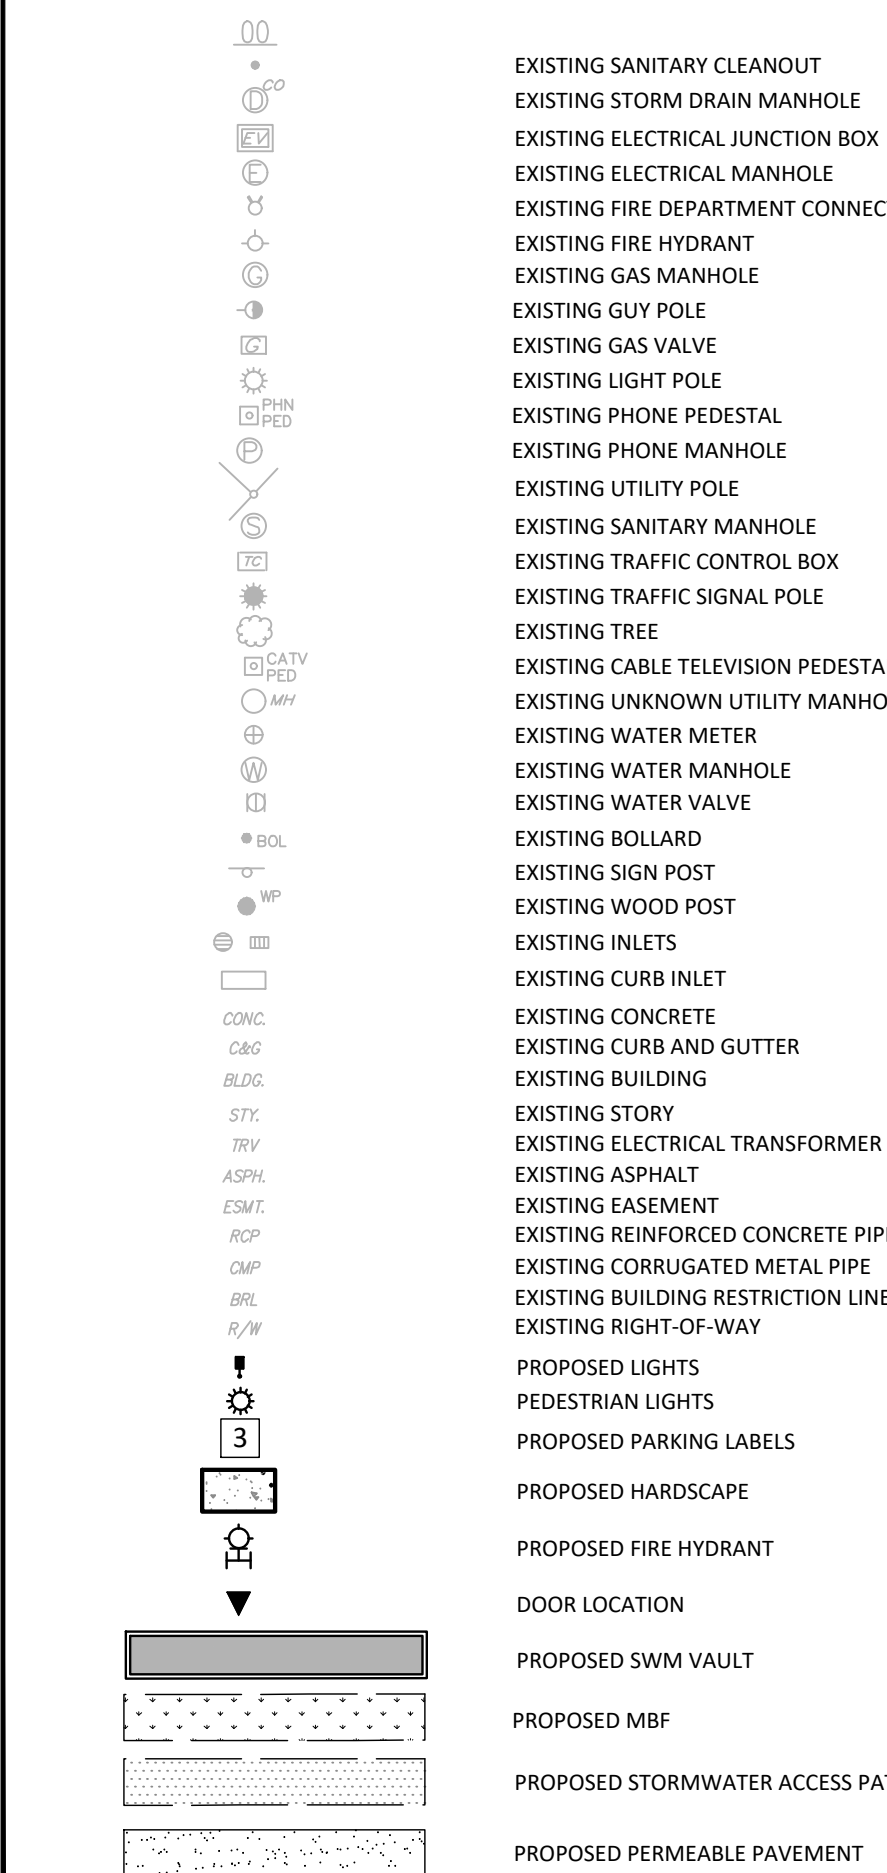 00
EXISTING SANITARY CLEANOUT
D CO EXISTING STORM DRAIN MANHOLE
EV EXISTING ELECTRICAL JUNCTION BOX
E EXISTING ELECTRICAL MANHOLE
EXISTING FIRE DEPARTMENT CONNEC
EXISTING FIRE HYDRANT
G EXISTING GAS MANHOLE
EXISTING GUY POLE
G EXISTING GAS VALVE
EXISTING LIGHT POLE
PHN PED EXISTING PHONE PEDESTAL
P EXISTING PHONE MANHOLE
EXISTING UTILITY POLE
S EXISTING SANITARY MANHOLE
TC EXISTING TRAFFIC CONTROL BOX
EXISTING TRAFFIC SIGNAL POLE
EXISTING TREE
CATV PED EXISTING CABLE TELEVISION PEDESTA
MH EXISTING UNKNOWN UTILITY MANHO
EXISTING WATER METER
W EXISTING WATER MANHOLE
EXISTING WATER VALVE
BOL EXISTING BOLLARD
EXISTING SIGN POST
WP EXISTING WOOD POST
EXISTING INLETS
EXISTING CURB INLET
CONC. EXISTING CONCRETE
C&G EXISTING CURB AND GUTTER
BLDG. EXISTING BUILDING
STY. EXISTING STORY
TRV EXISTING ELECTRICAL TRANSFORMER
ASPH. EXISTING ASPHALT
ESMT. EXISTING EASEMENT
RCP EXISTING REINFORCED CONCRETE PIP
CMP EXISTING CORRUGATED METAL PIPE
BRL EXISTING BUILDING RESTRICTION LINE
R/W EXISTING RIGHT-OF-WAY
PROPOSED LIGHTS
PEDESTRIAN LIGHTS
3 PROPOSED PARKING LABELS
PROPOSED HARDSCAPE
PROPOSED FIRE HYDRANT
DOOR LOCATION
PROPOSED SWM VAULT
PROPOSED MBF
PROPOSED STORMWATER ACCESS PAT
PROPOSED PERMEABLE PAVEMENT